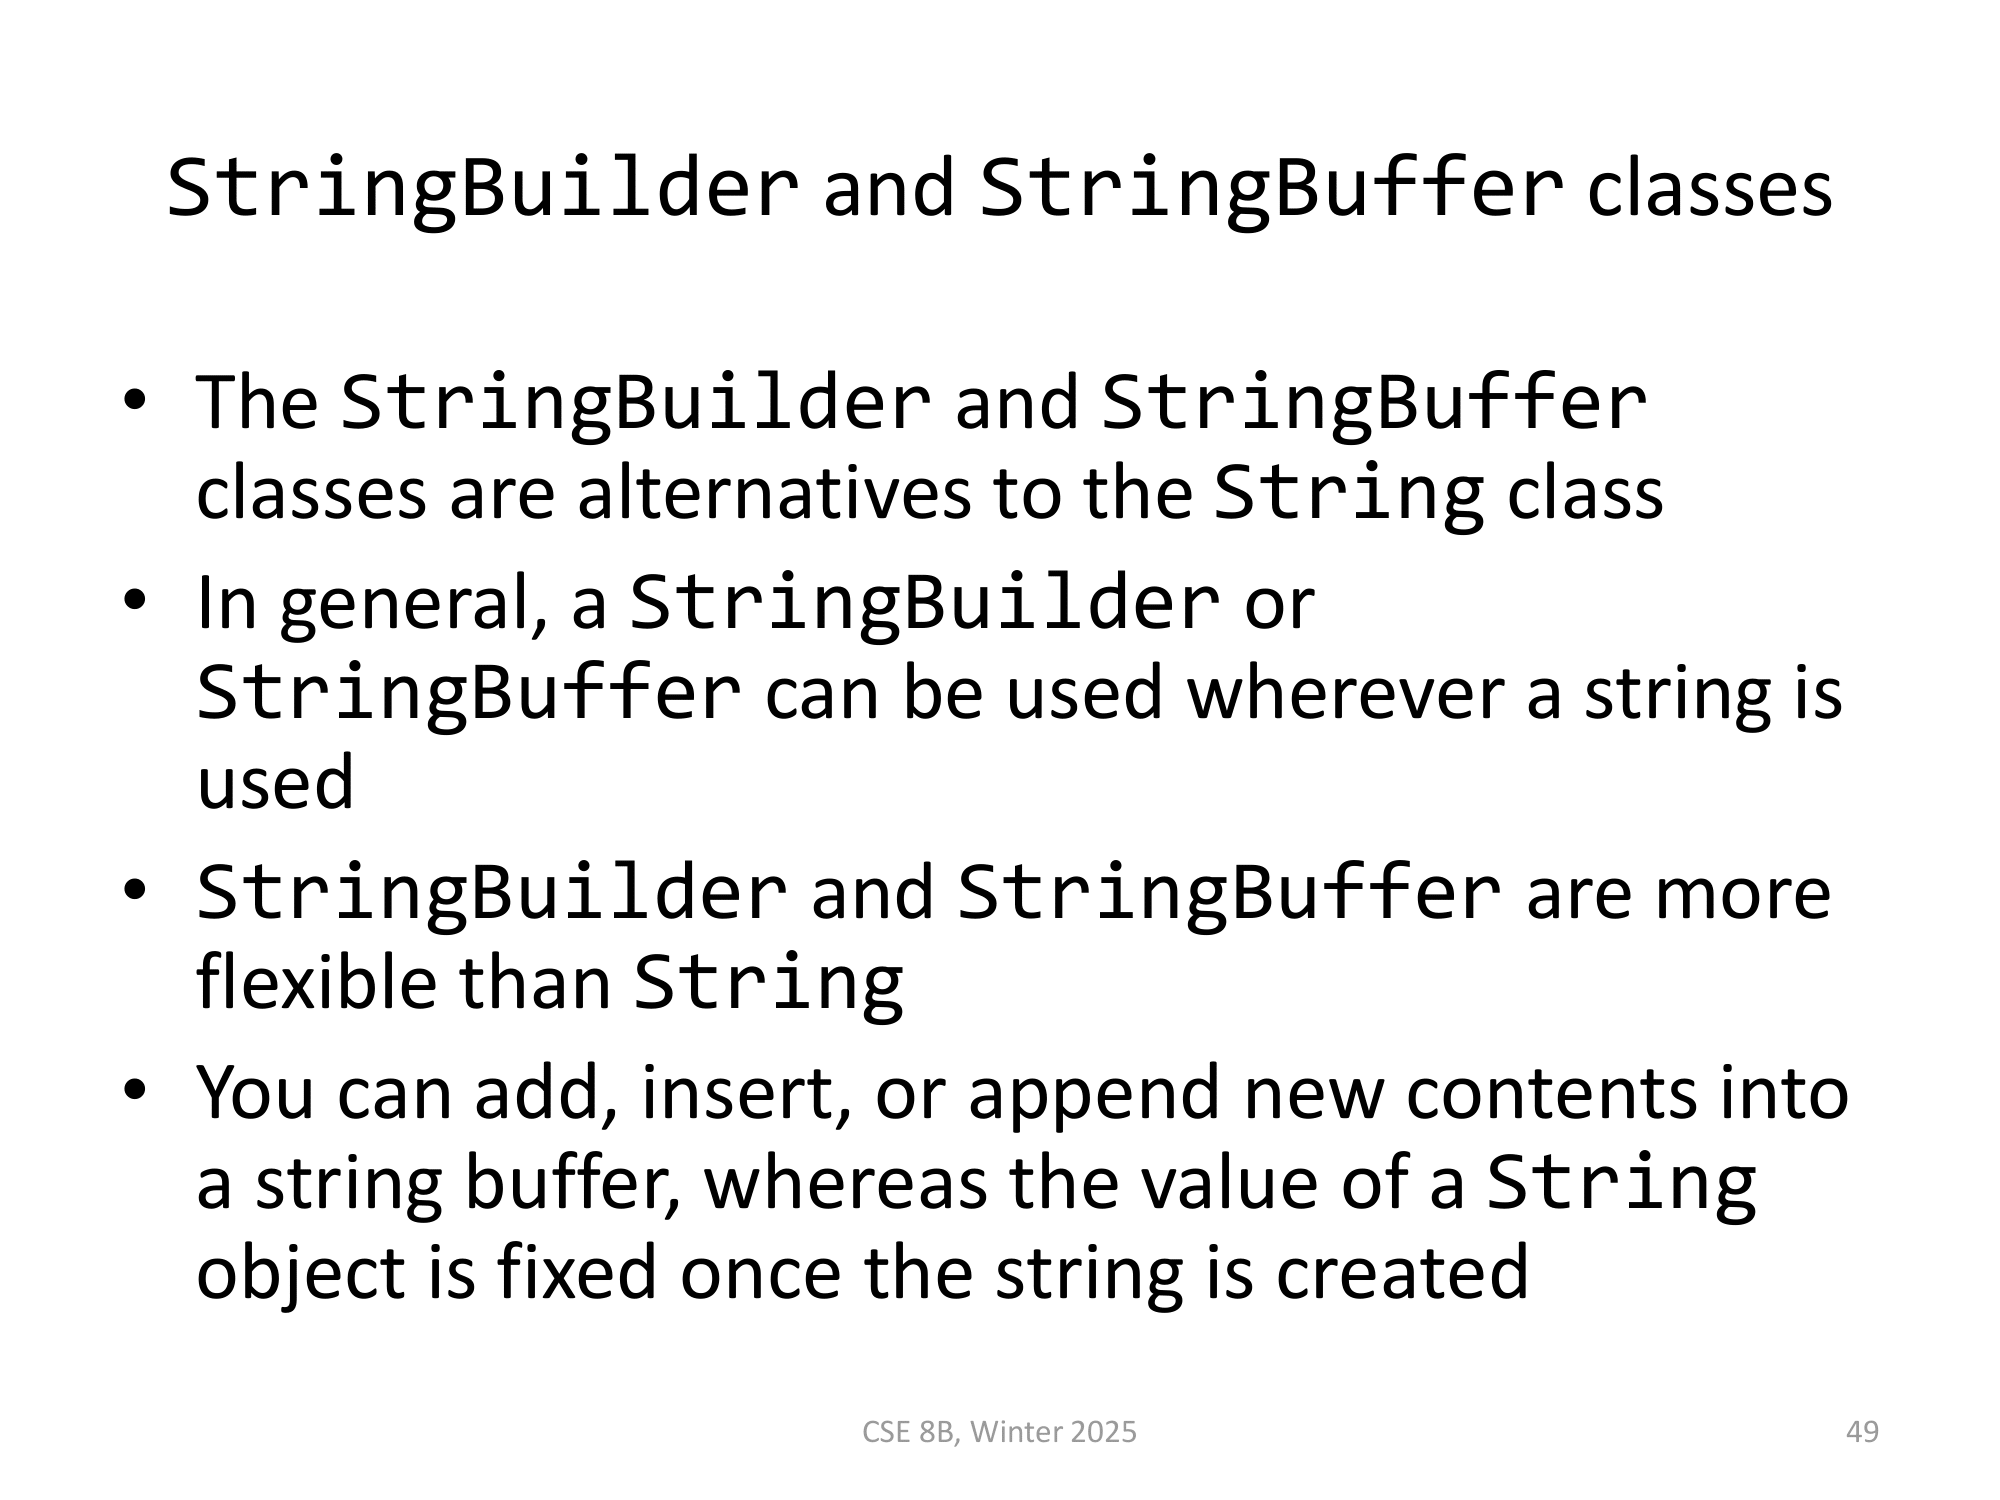 StringBuilder and StringBuffer classes
• The StringBuilder and StringBuffer
classes are alternatives to the String class
• In general, a StringBuilder or
StringBuffer can be used wherever a string is
used
• StringBuilder and StringBuffer are more
flexible than String
• You can add, insert, or append new contents into
a string buffer, whereas the value of a String
object is fixed once the string is created
CSE 8B, Winter 2025
49